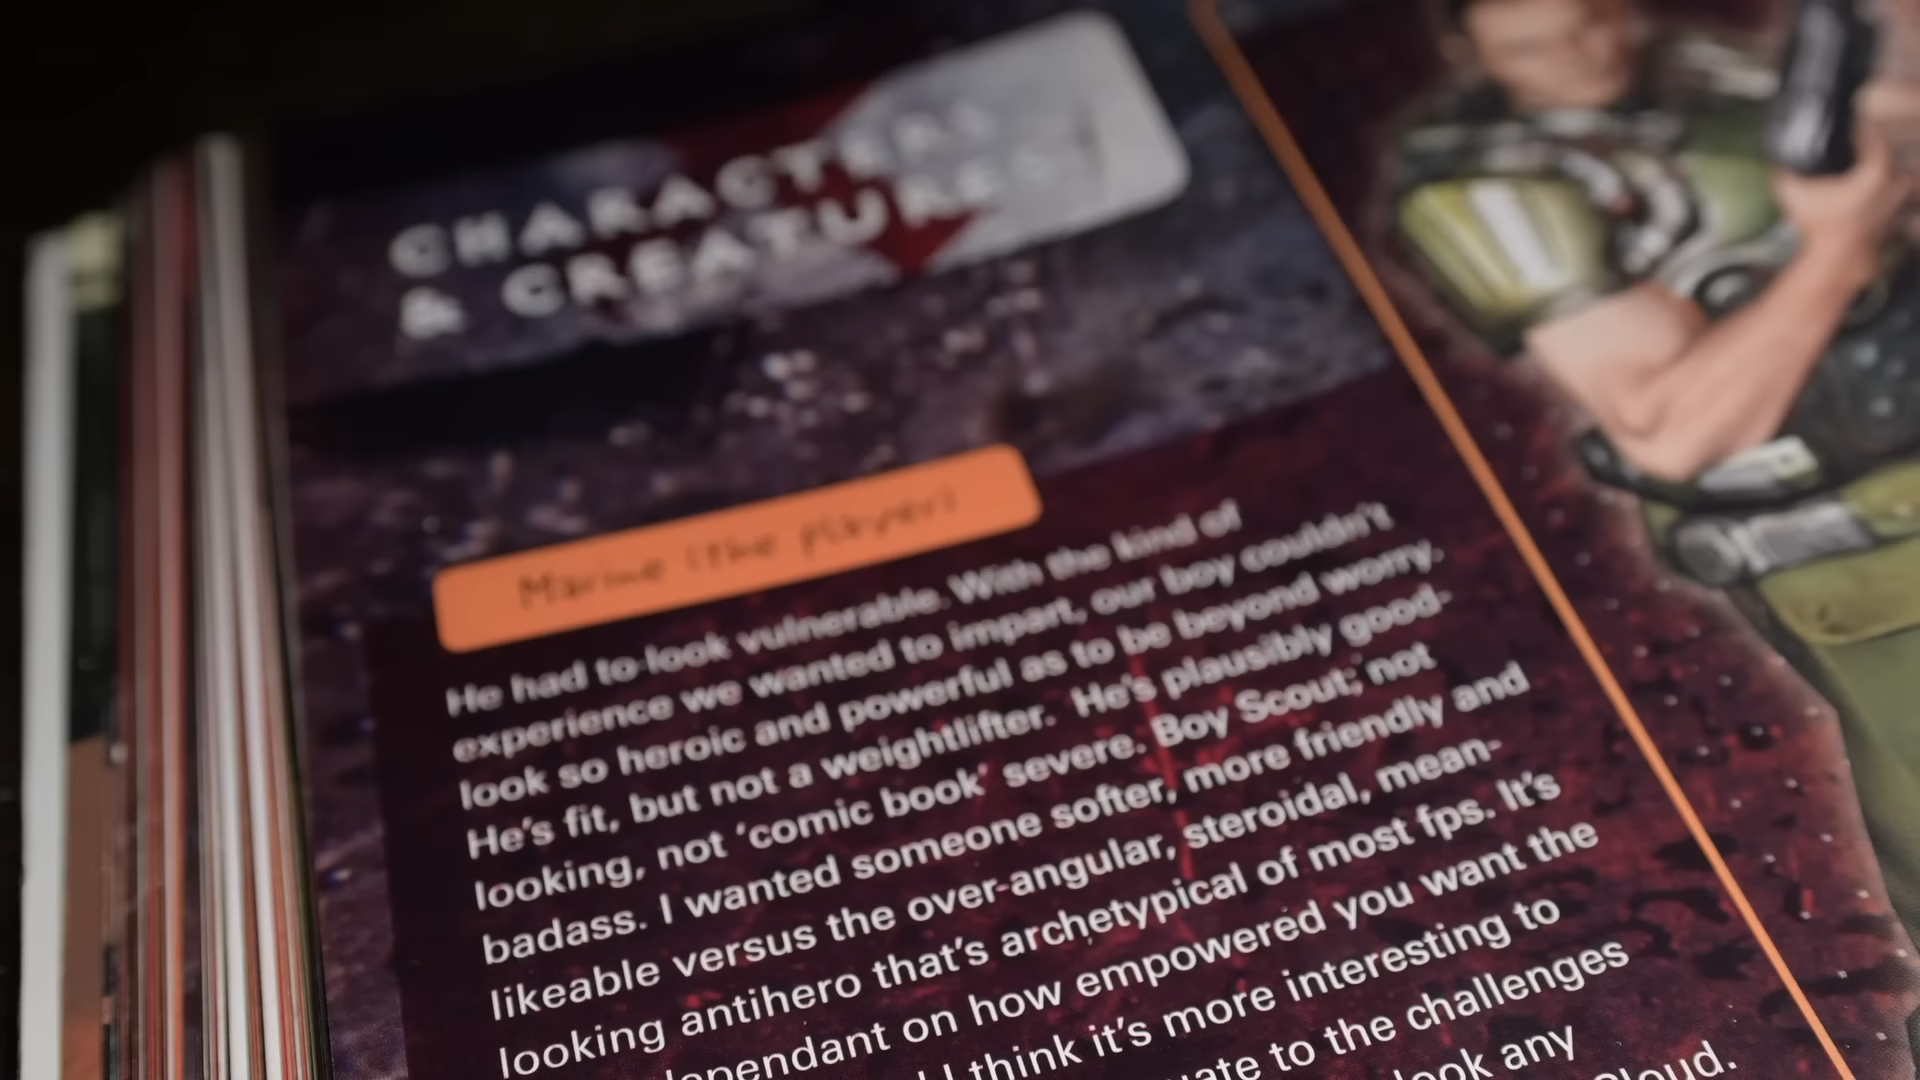 CHARACTERS
& CREATURES
Marine (the player)
He had to look vulnerable. With the kind of
experience we wanted to impart, our boy couldn't
look so heroic and powerful as to be beyond worry.
He's fit, but not a weightlifter. He's plausibly good-
looking, not 'comic book' severe. Boy Scout; not
badass. I wanted someone softer, more friendly and
likeable versus the over-angular, steroidal, mean-
looking antihero that's archetypical of most fps. It's
on how empowered you want the
I think it's more interesting to
to the challenges
look any
Cloud.